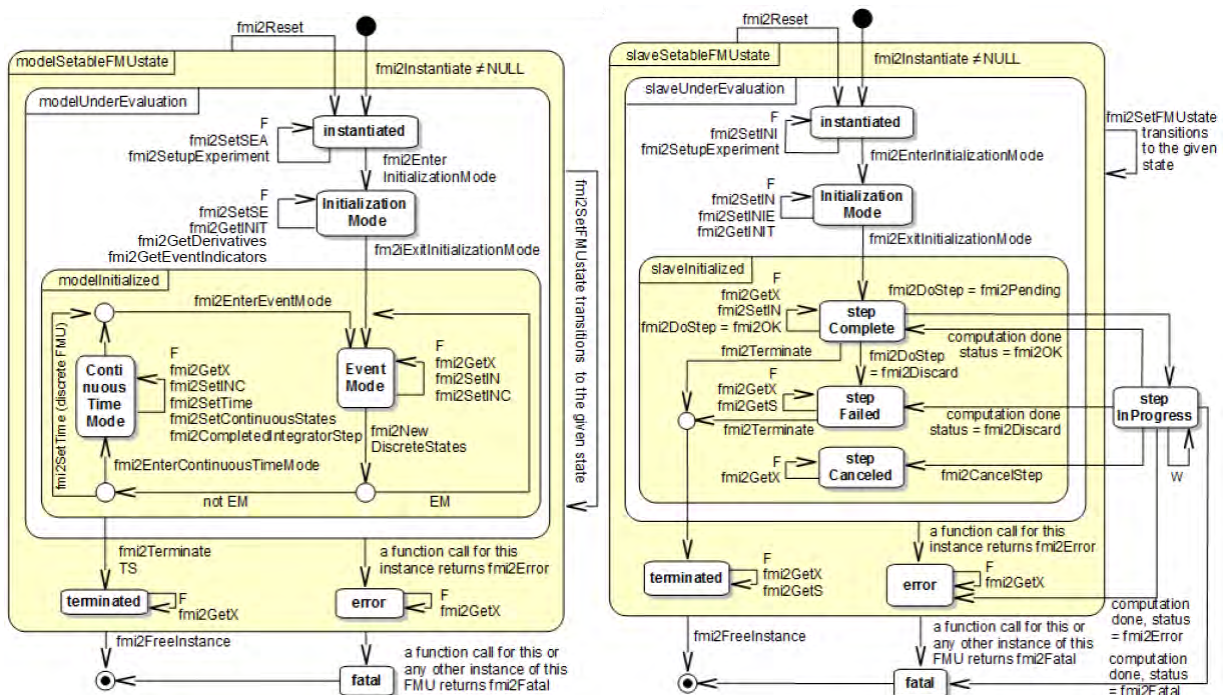 fmi2Reset
modelSetableFMUstate
fmi2Instantiate ≠ NULL
modelUnderEvaluation
F
fmi2SetSEA
fmi2SetupExperiment
instantiated
fmi2Enter
InitializationMode
F
fmi2SetSE
fmi2GetINIT
fmi2GetDerivatives
fmi2GetEventIndicators
Initialization
Mode
fm2iExitInitializationMode
modelInitialized
fmi2EnterEventMode
fmi2SetTime (discrete FMU)
Conti
nuous
Time
Mode
F
fmi2GetX
fmi2SetINC
fmi2SetTime
fmi2SetContinuousStates
fmi2CompletedIntegratorStep
Event
Mode
F
fmi2GetX
fmi2SetIN
fmi2SetINC
fmi2New
DiscreteStates
fmi2EnterContinuousTimeMode
not EM
EM
fmi2SetFMUstate transitions to the given state
fmi2Terminate
TS
a function call for this
instance returns fmi2Error
terminated
F
fmi2GetX
error
F
fmi2GetX
fmi2FreeInstance
a function call for this or
any other instance of this
FMU returns fmi2Fatal
fatal
fmi2Reset
slaveSetableFMUstate
fmi2Instantiate ≠ NULL
slaveUnderEvaluation
F
fmi2SetINI
fmi2SetupExperiment
instantiated
fmi2EnterInitializationMode
fmi2SetFMUstate
transitions
to the given
state
F
fmi2SetIN
fmi2SetINIE
fmi2GetINIT
Initialization
Mode
fmi2ExitInitializationMode
slaveInitialized
F
fmi2GetX
fmi2SetIN
fmi2DoStep = fmi2OK
step
Complete
fmi2DoStep = fmi2Pending
computation done
status = fmi2OK
fmi2Terminate
fmi2DoStep
= fmi2Discard
F
fmi2GetX
fmi2GetS
step
Failed
fmi2Terminate
computation done
status = fmi2Discard
step
InProgress
W
F
fmi2GetX
step
Canceled
fmi2CancelStep
a function call for this
instance returns fmi2Error
terminated
F
fmi2GetX
fmi2GetS
error
F
fmi2GetX
computation
done, status
= fmi2Error
fmi2FreeInstance
a function call for this or
any other instance of this
FMU returns fmi2Fatal
fatal
computation
done, status
= fmi2Fatal